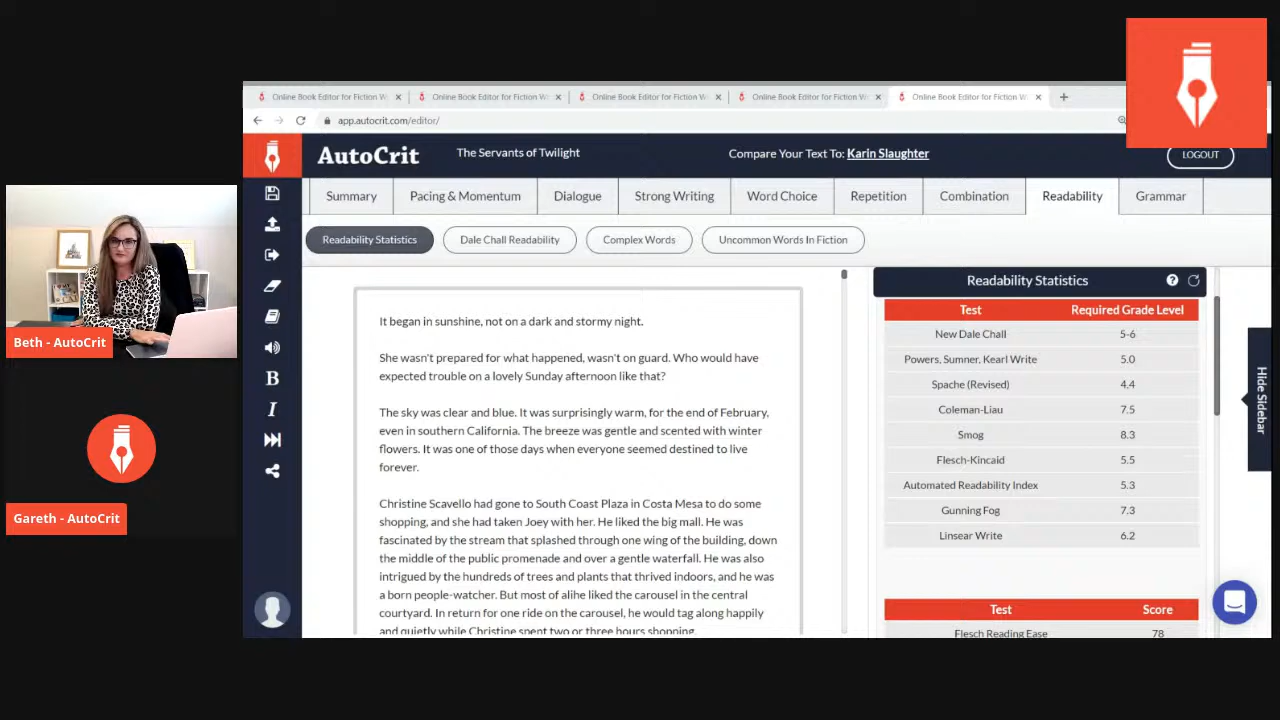 Online Book Editor for Fiction W
Online Book Editor for Fiction W
Online Book Editor for Fiction W
Online Book Editor for Fiction W
Online Book Editor for Fiction W
app.autocrit.com/editor/
AutoCrit
The Servants of Twilight
Compare Your Text To: Karin Slaughter
LOGOUT
Summary
Pacing & Momentum
Dialogue
Strong Writing
Word Choice
Repetition
Combination
Readability
Grammar
Readability Statistics
Dale Chall Readability
Complex Words
Uncommon Words In Fiction
It began in sunshine, not on a dark and stormy night.
She wasn't prepared for what happened, wasn't on guard. Who would have
expected trouble on a lovely Sunday afternoon like that?
The sky was clear and blue. It was surprisingly warm, for the end of February,
even in southern California. The breeze was gentle and scented with winter
flowers. It was one of those days when everyone seemed destined to live
forever.
Christine Scavello had gone to South Coast Plaza in Costa Mesa to do some
shopping, and she had taken Joey with her. He liked the big mall. He was
fascinated by the stream that splashed through one wing of the building, down
the middle of the public promenade and over a gentle waterfall. He was also
intrigued by the hundreds of trees and plants that thrived indoors, and he was
a born people-watcher. But most of alihe liked the carousel in the central
courtyard. In return for one ride on the carousel, he would tag along happily
and quietly while Christine spent two or three hours shopping.
Readability Statistics
Test Required Grade Level
New Dale Chall 5-6
Powers, Sumner, Kearl Write 5.0
Spache (Revised) 4.4
Coleman-Liau 7.5
Smog 8.3
Flesch-Kincaid 5.5
Automated Readability Index 5.3
Gunning Fog 7.3
Linsear Write 6.2
Test Score
Flesch Reading Ease 78
Hide Sidebar
B
I
Beth - AutoCrit
Gareth - AutoCrit